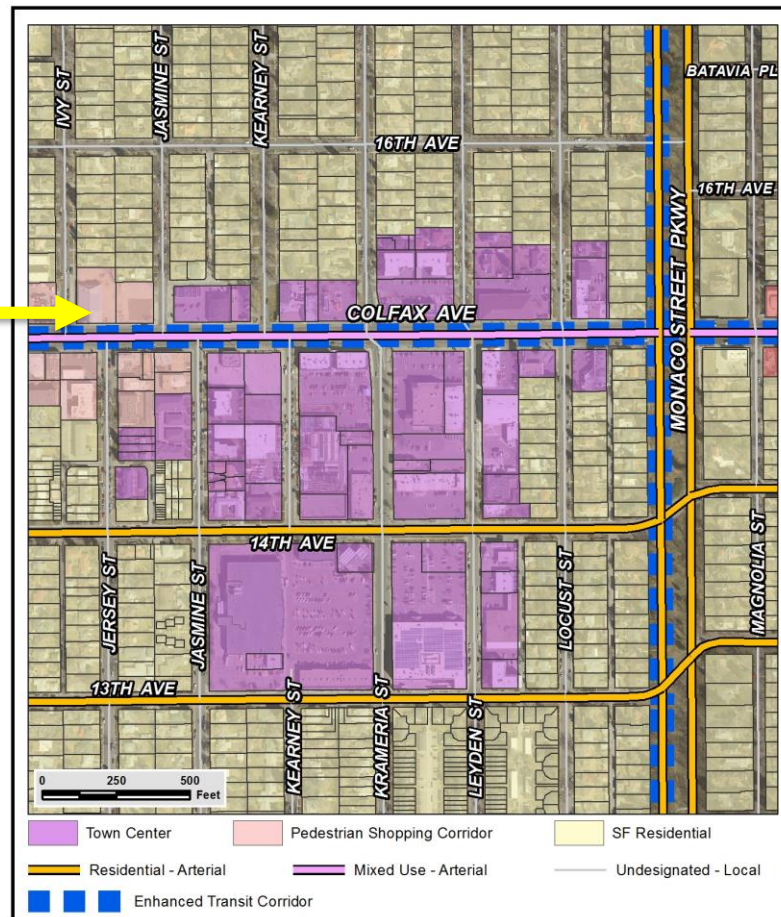 IVY ST
JASMINE ST
KEARNEY ST
BATAVIA PL
16TH AVE
16TH AVE
MONACO STREET PKWY
COLFAX AVE
14TH AVE
JERSEY ST
JASMINE ST
LOCUST ST
MAGNOLIA ST
13TH AVE
KEARNEY ST
KRAMERIA ST
LEYDEN ST
0 250 500
Feet
Town Center Pedestrian Shopping Corridor SF Residential
Residential - Arterial Mixed Use - Arterial Undesignated - Local
Enhanced Transit Corridor